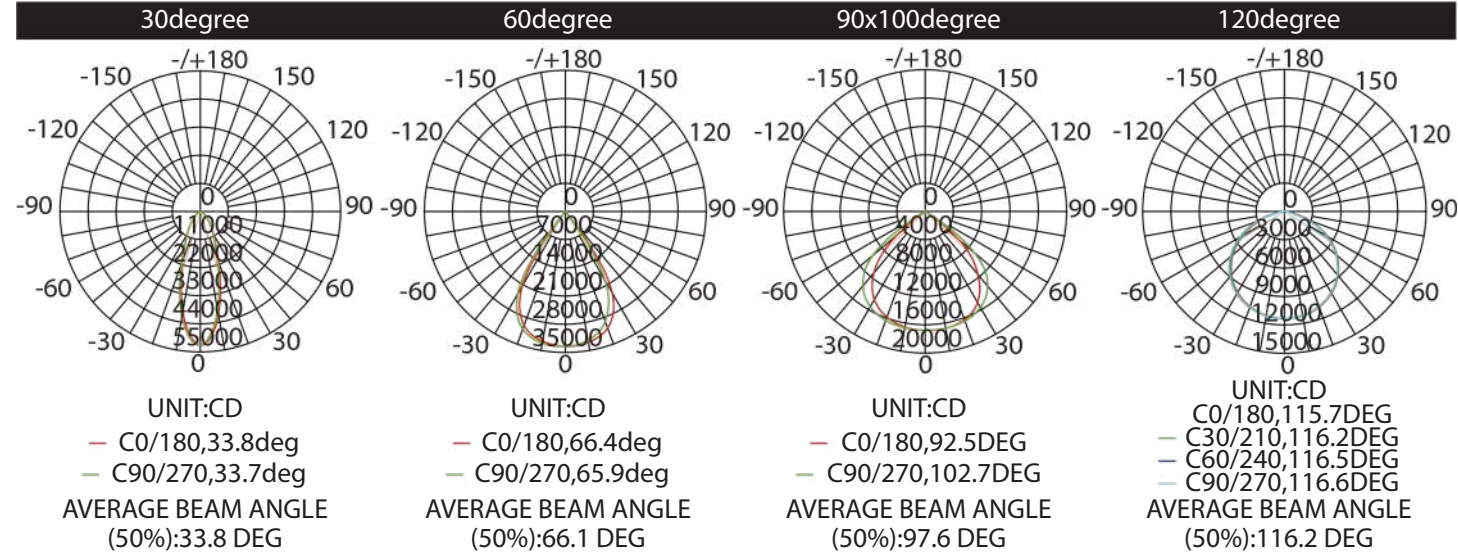 30degree
60degree
90x100degree
120degree
-/+180
-150
150
-120
120
-90
90
-60
60
-30
30
0
0
11000
22000
33000
44000
55000
UNIT:CD
C0/180,33.8deg
C90/270,33.7deg
AVERAGE BEAM ANGLE
(50%):33.8 DEG
-/+180
-150
150
-120
120
-90
90
-60
60
-30
30
0
0
7000
14000
21000
28000
35000
UNIT:CD
C0/180,66.4deg
C90/270,65.9deg
AVERAGE BEAM ANGLE
(50%):66.1 DEG
-/+180
-150
150
-120
120
-90
90
-60
60
-30
30
0
0
4000
8000
12000
16000
20000
UNIT:CD
C0/180,92.5DEG
C90/270,102.7DEG
AVERAGE BEAM ANGLE
(50%):97.6 DEG
-/+180
-150
150
-120
120
-90
90
-60
60
-30
30
0
0
3000
6000
9000
12000
15000
UNIT:CD
C0/180,115.7DEG
C30/210,116.2DEG
C60/240,116.5DEG
C90/270,116.6DEG
AVERAGE BEAM ANGLE
(50%):116.2 DEG